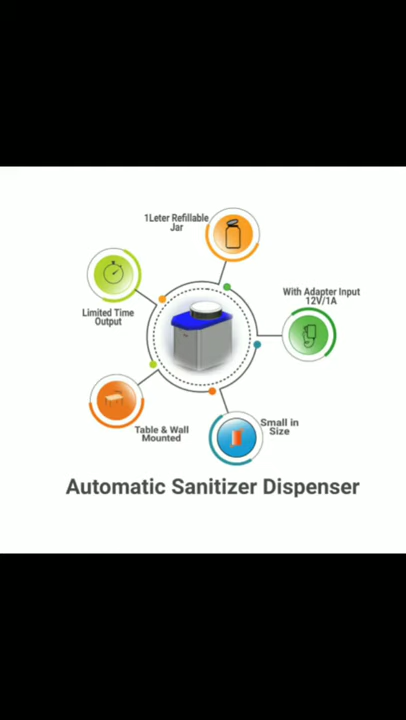 1Leter Refillable
Jar
With Adapter Input
12V/1A
Limited Time
Output
Small in
Size
Table & Wall
Mounted
Automatic Sanitizer Dispenser